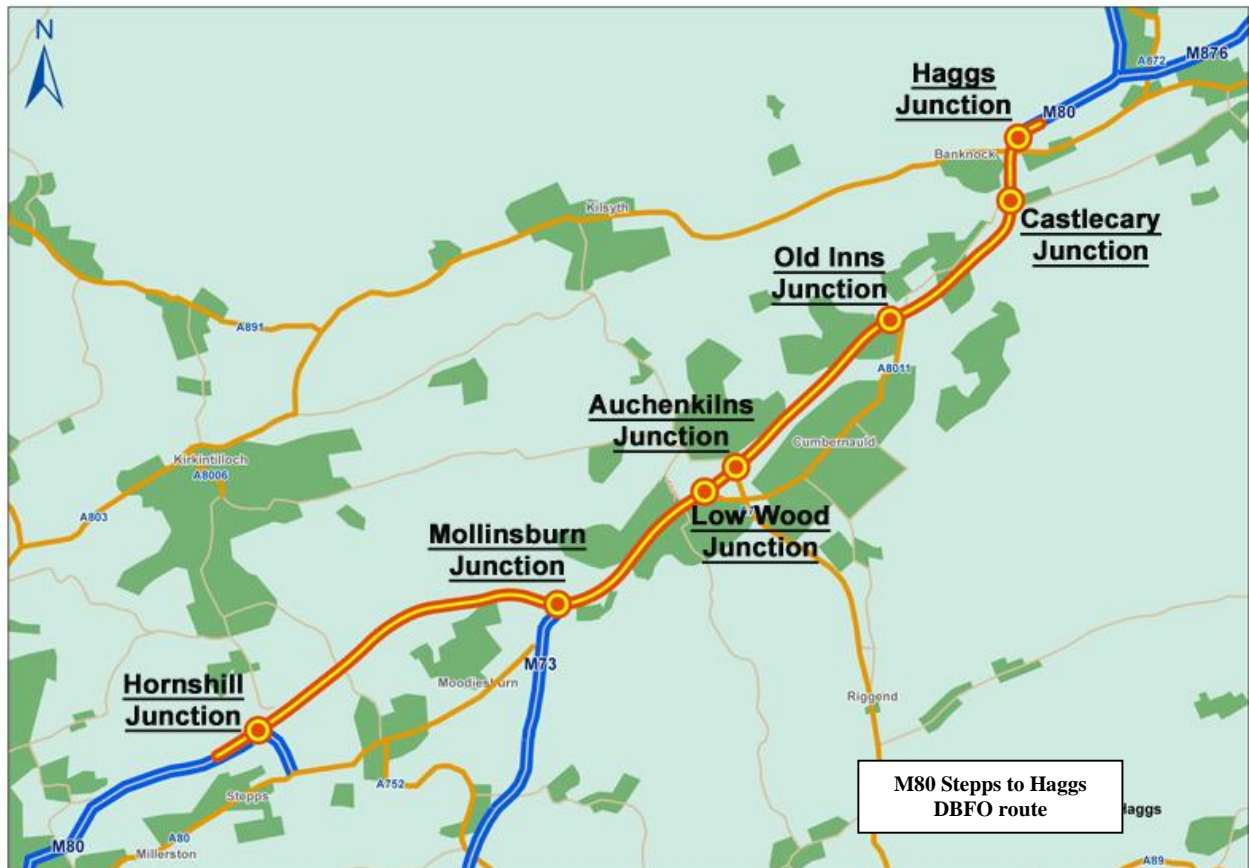 N
M876
A872
Haggs
Junction
M80
Banknock
Kilsyth
Castlecary
Junction
Old Inns
Junction
A891
A8011
Auchenkilns
Junction
Cumbernauld
Kirkintilloch
A8006
A803
Low Wood
Junction
Mollinsburn
Junction
M73
Moodiesburn
Hornshill
Junction
Riggend
A752
Stepps
M80 Stepps to Haggs
DBFO route
Haggs
M80
A80
Millerston
A89